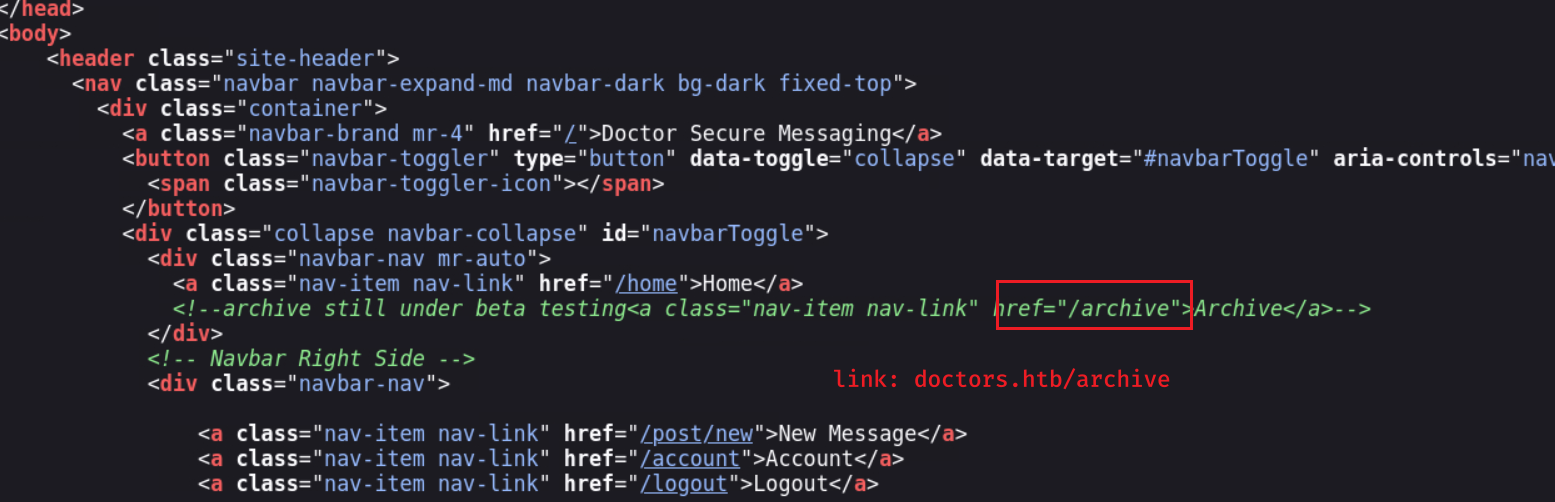 </head>
<body>
<header class="site-header">
<nav class="navbar navbar-expand-md navbar-dark bg-dark fixed-top">
<div class="container">
<a class="navbar-brand mr-4" href="/">Doctor Secure Messaging</a>
<button class="navbar-toggler" type="button" data-toggle="collapse" data-target="#navbarToggle" aria-controls="nav
<span class="navbar-toggler-icon"></span>
</button>
<div class="collapse navbar-collapse" id="navbarToggle">
<div class="navbar-nav mr-auto">
<a class="nav-item nav-link" href="/home">Home</a>
<!--archive still under beta testing<a class="nav-item nav-link" href="/archive">Archive</a>-->
</div>
<!-- Navbar Right Side -->
<div class="navbar-nav">
link: doctors.htb/archive
<a class="nav-item nav-link" href="/post/new">New Message</a>
<a class="nav-item nav-link" href="/account">Account</a>
<a class="nav-item nav-link" href="/logout">Logout</a>